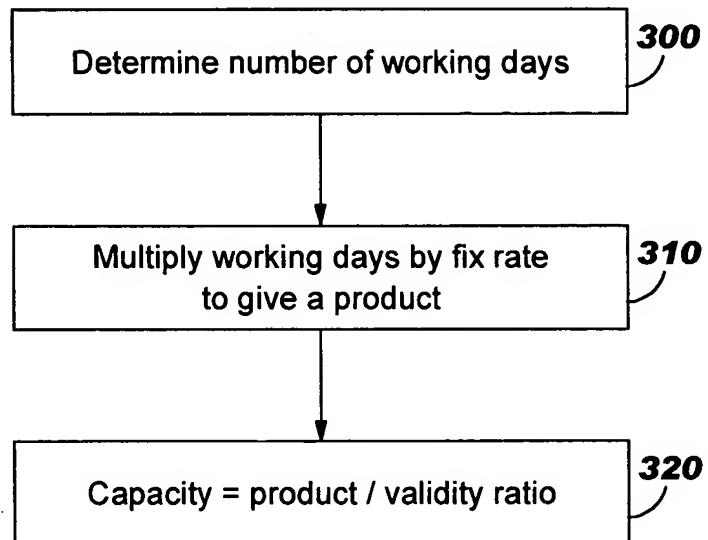 Determine number of working days
300
Multiply working days by fix rate
to give a product
310
Capacity = product / validity ratio
320